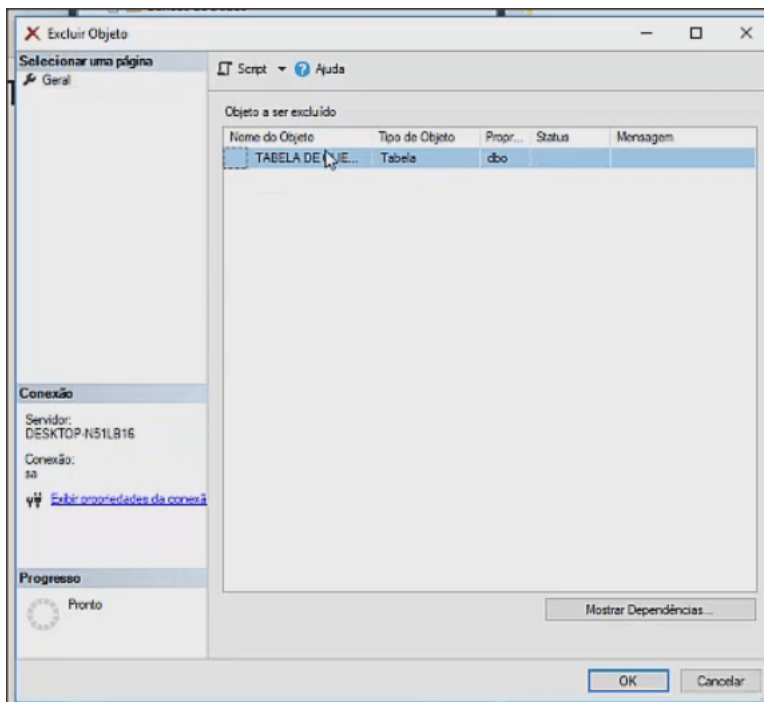 Excluir Objeto
Selecionar uma página
Geral
Script
Ajuda
Objeto a ser excluído
Nome do Objeto Tipo de Objeto Propr... Status Mensagem
TABELA DE Tabela dbo
Conexão
Servidor:
DESKTOP-N51LB16
Conexão:
sa
Exibir propriedades da conexã
Progresso
Pronto
Mostrar Dependências...
OK
Cancelar